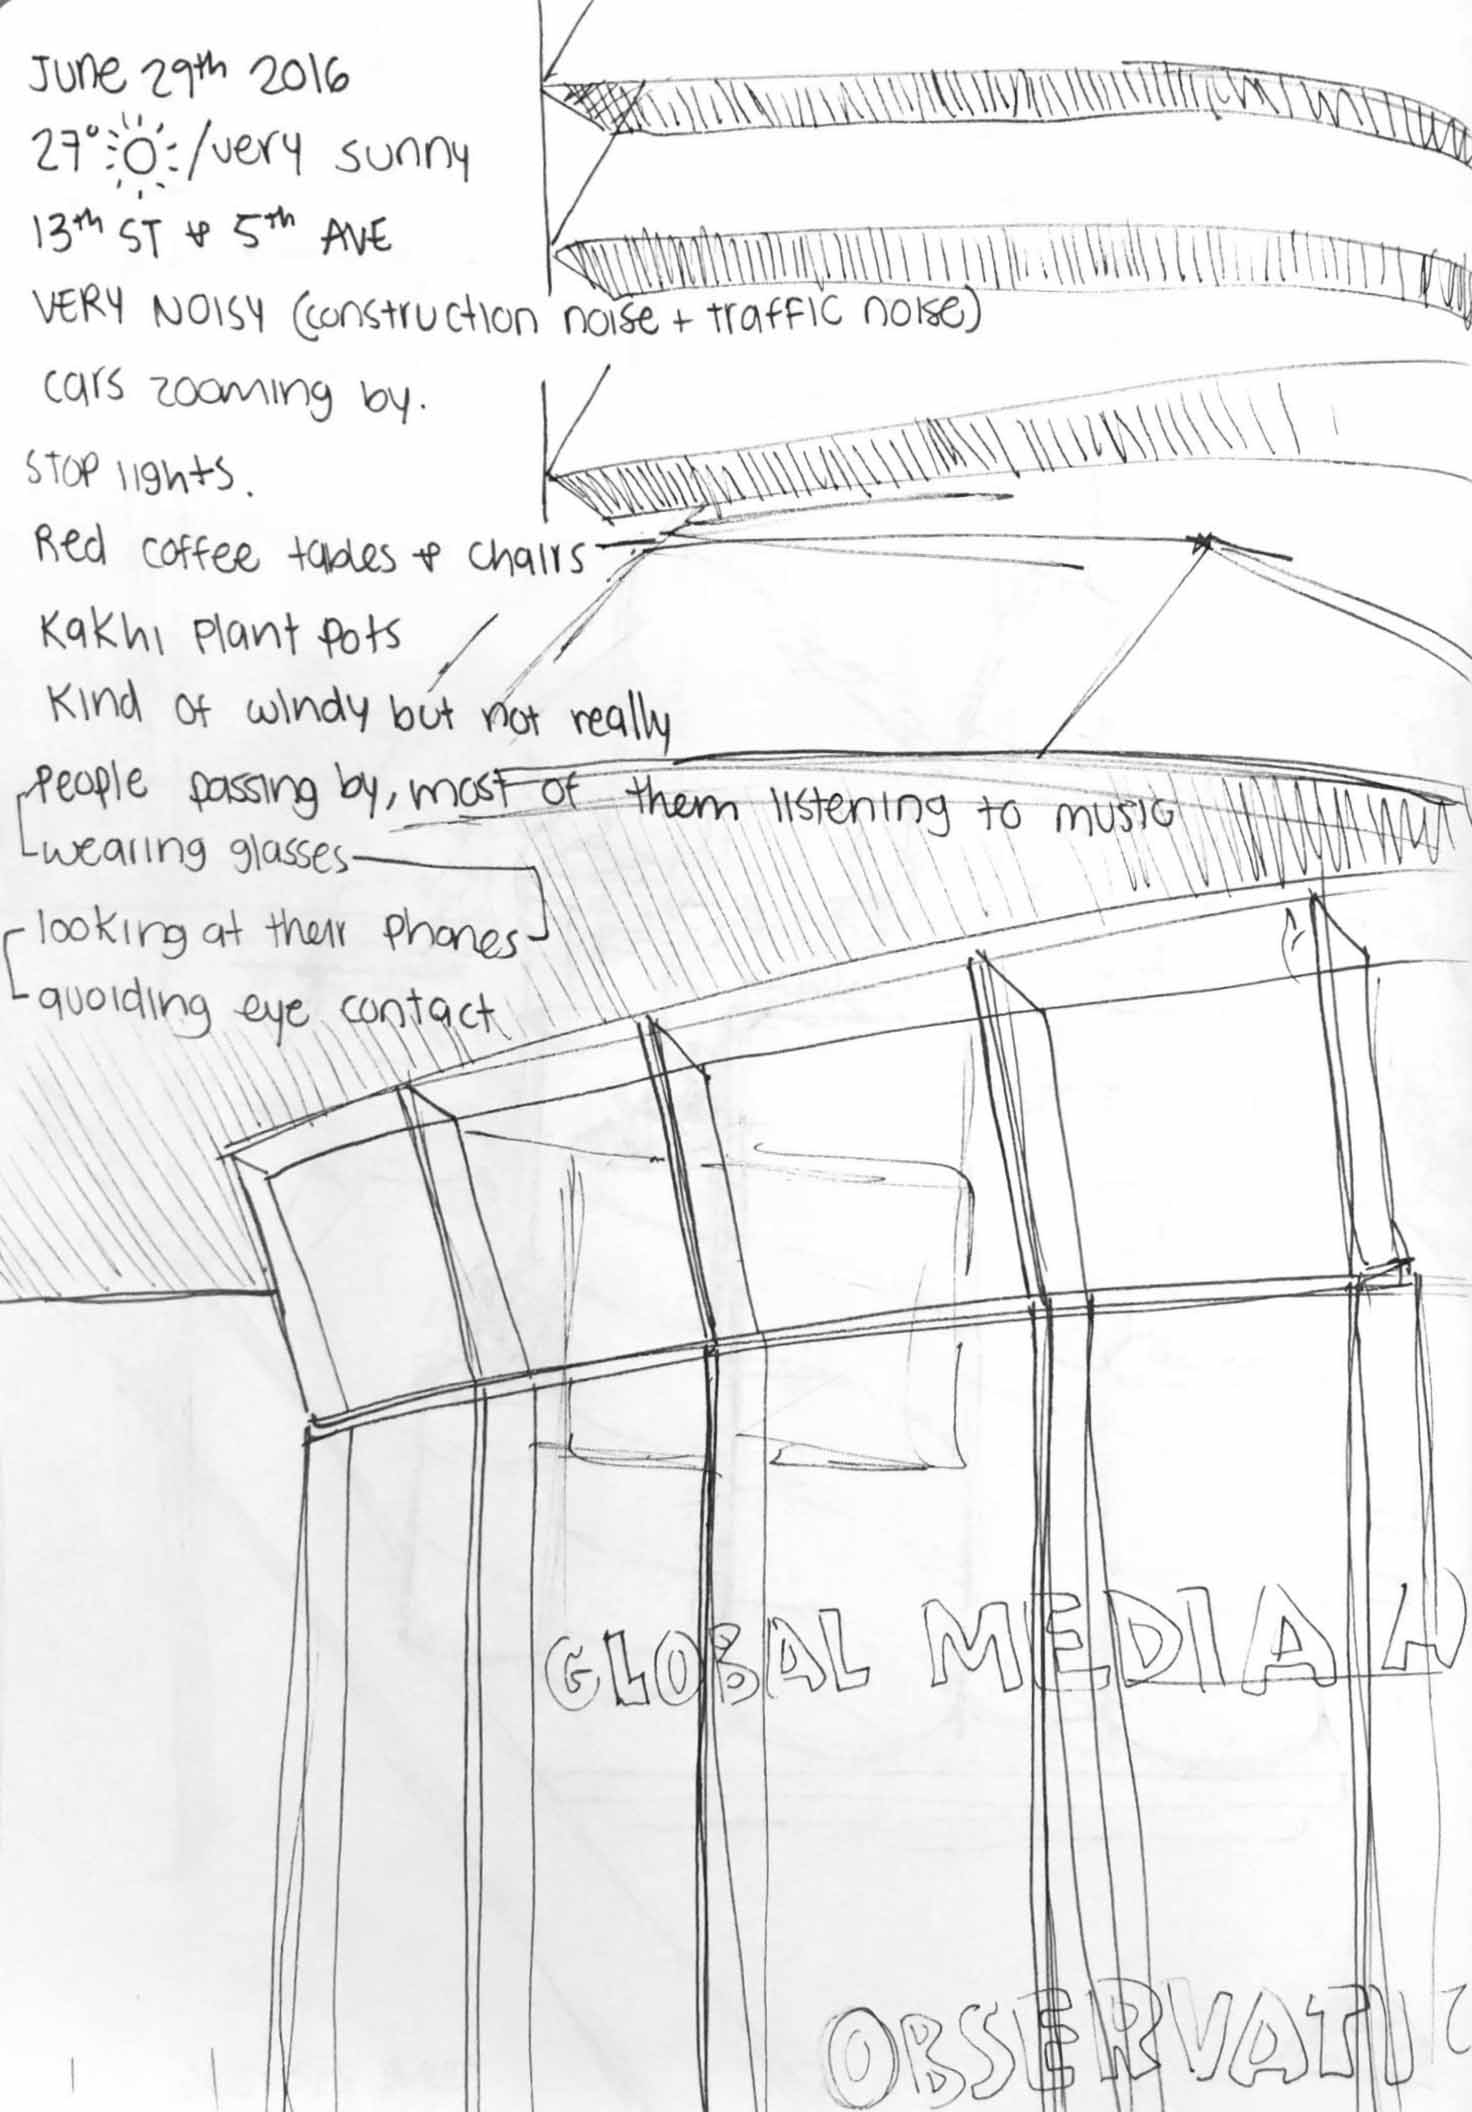 June 29th 2016
27° /very sunny
13th ST & 5th AVE
VERY NOISY (construction noise + traffic noise)
cars zooming by.
STOP lights.
Red coffee tables & chairs
Kakhi plant pots
Kind of windy but not really
People passing by, most of them listening to music
wearing glasses
looking at their phones
avoiding eye contact
GLOBAL MEDIA A
OBSERVATI